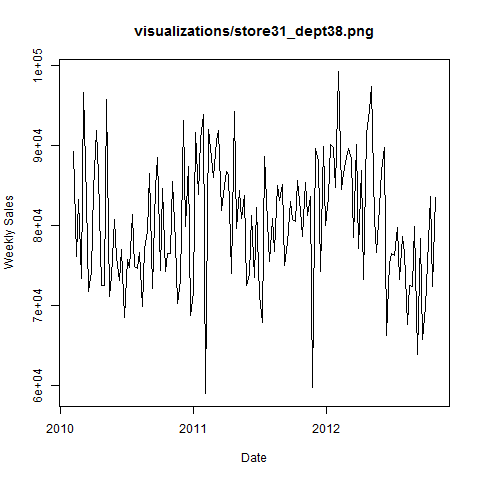 visualizations/store31_dept38.png
Weekly Sales
1e+05
9e+04
8e+04
7e+04
6e+04
2010
2011
2012
Date